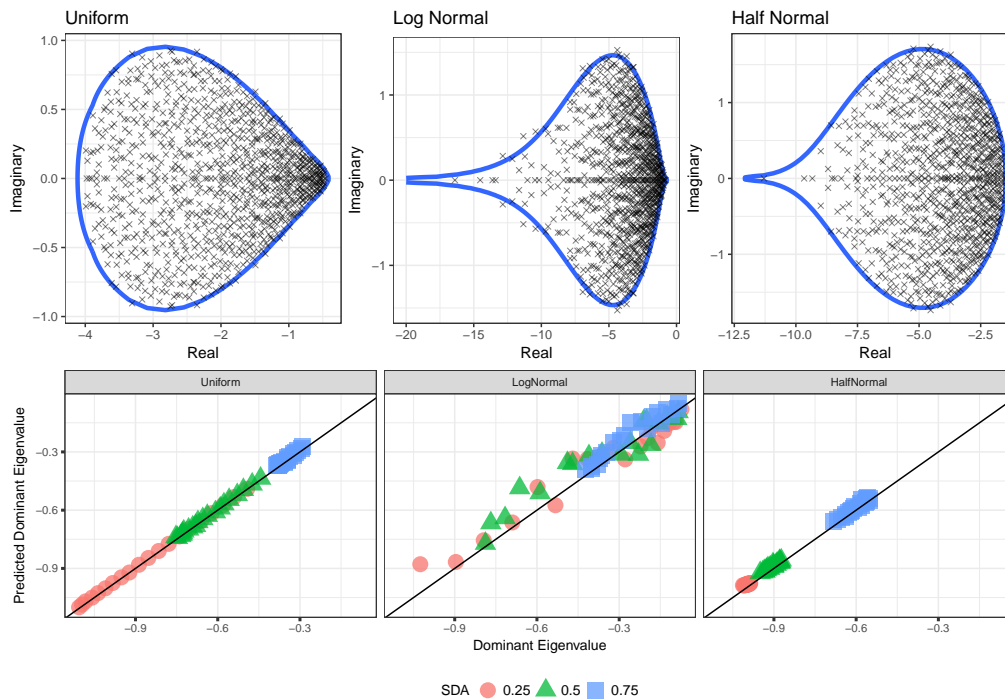 Uniform
Log Normal
Half Normal
1.0
0.5
0.0
−0.5
−1.0
−4
−3
−2
−1
Imaginary
Real
1
0
−1
−20
−15
−10
−5
0
Imaginary
Real
1
0
−1
−12.5
−10.0
−7.5
−5.0
−2.5
Imaginary
Real
Uniform
LogNormal
HalfNormal
−0.3
−0.6
−0.9
Predicted Dominant Eigenvalue
−0.9
−0.6
−0.3
−0.9
−0.6
−0.3
−0.9
−0.6
−0.3
Dominant Eigenvalue
SDA 0.25 0.5 0.75